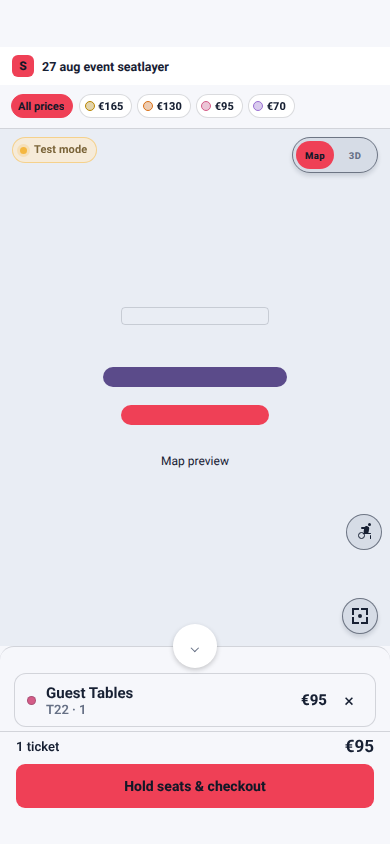 S 27 aug event seatlayer
All prices €165 €130 €95 €70
Test mode
Map 3D
Map preview
Guest Tables €95 ×
T22 · 1
1 ticket €95
Hold seats & checkout